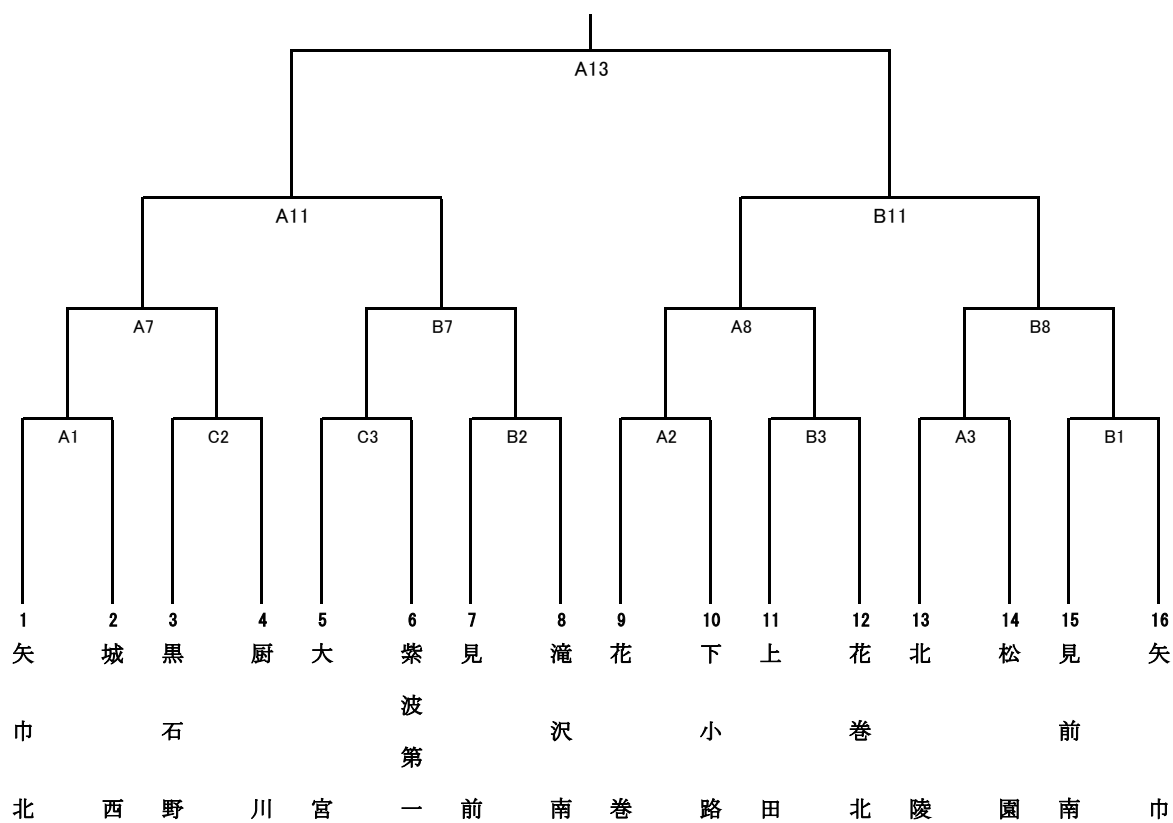 A13
A11
B11
A7
B7
A8
B8
A1
C2
C3
B2
A2
B3
A3
B1
1
2
3
4
5
6
7
8
9
10
11
12
13
14
15
16
矢巾北
城西
黒石野
厨川
大宮
紫波第一
見前
滝沢南
花巻
下小路
上田
花巻北
北陵
松園
見前南
矢巾